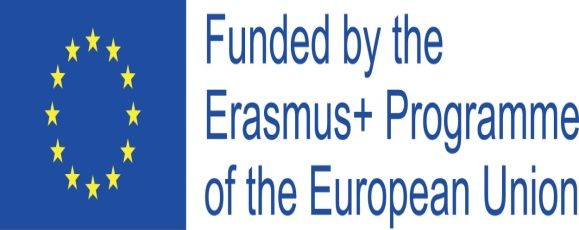 Funded by the
Erasmus+ Programme
of the European Union